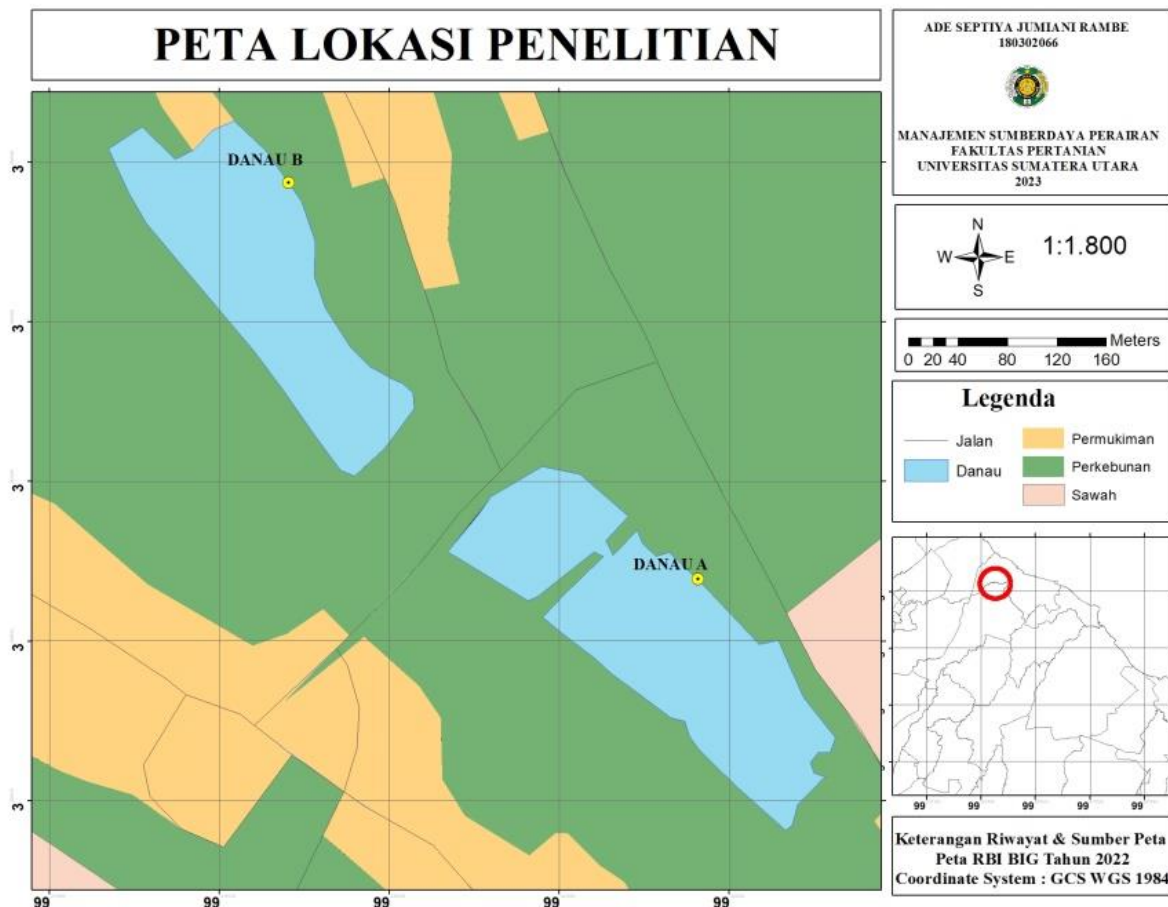 PETA LOKASI PENELITIAN
ADE SEPTIYA JUMIANI RAMBE
180302066
MANAJEMEN SUMBERDAYA PERAIRAN
FAKULTAS PERTANIAN
UNIVERSITAS SUMATERA UTARA
2023
N
W E
S
1:1.800
Meters
0 20 40 80 120 160
Legenda
Jalan
Danau
Permukiman
Perkebunan
Sawah
DANAU B
DANAU A
3
3
3
3
3
99 99 99 99 99
99 99 99 99 99
Keterangan Riwayat & Sumber Peta
Peta RBI BIG Tahun 2022
Coordinate System : GCS WGS 1984